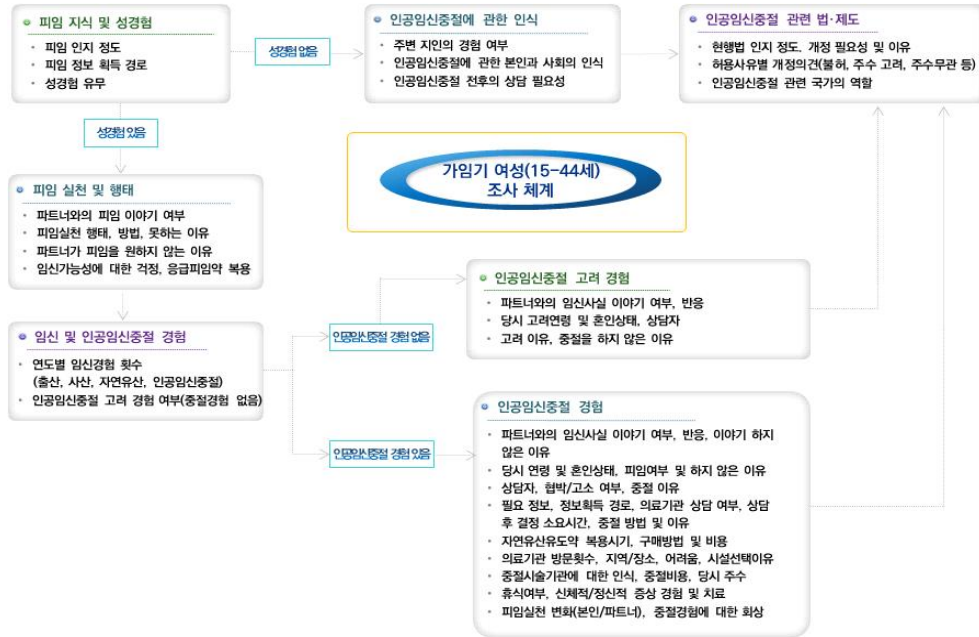 피임 지식 및 성경험
피임 인지 정도
피임 정보 획득 경로
성경험 유무
성경험 없음
인공임신중절에 관한 인식
주변 지인의 경험 여부
인공임신중절에 관한 본인과 사회의 인식
인공임신중절 전후의 상담 필요성
인공임신중절 관련 법·제도
현행법 인지 정도, 개정 필요성 및 이유
허용사유별 개정의견(불허, 주수 고려, 주수무관 등)
인공임신중절 관련 국가의 역할
성경험 있음
가임기 여성(15-44세)
조사 체계
피임 실천 및 행태
파트너와의 피임 이야기 여부
피임실천 행태, 방법, 못하는 이유
파트너가 피임을 원하지 않는 이유
임신가능성에 대한 걱정, 응급피임약 복용
임신 및 인공임신중절 경험
연도별 임신경험 횟수
(출산, 사산, 자연유산, 인공임신중절)
인공임신중절 고려 경험 여부(중절경험 없음)
인공임신중절 경험 없음
인공임신중절 고려 경험
파트너와의 임신사실 이야기 여부, 반응
당시 고려연령 및 혼인상태, 상담자
고려 이유, 중절을 하지 않은 이유
인공임신중절 경험 있음
인공임신중절 경험
파트너와의 임신사실 이야기 여부, 반응, 이야기 하지
않은 이유
당시 연령 및 혼인상태, 피임여부 및 하지 않은 이유
상담자, 협박/고소 여부, 중절 이유
필요 정보, 정보획득 경로, 의료기관 상담 여부, 상담
후 결정 소요시간, 중절 방법 및 이유
자연유산유도약 복용시기, 구매방법 및 비용
의료기관 방문횟수, 지역/장소, 어려움, 시설선택이유
중절시술기관에 대한 인식, 중절비용, 당시 주수
휴식여부, 신체적/정신적 증상 경험 및 치료
피임실천 변화(본인/파트너), 중절경험에 대한 회상